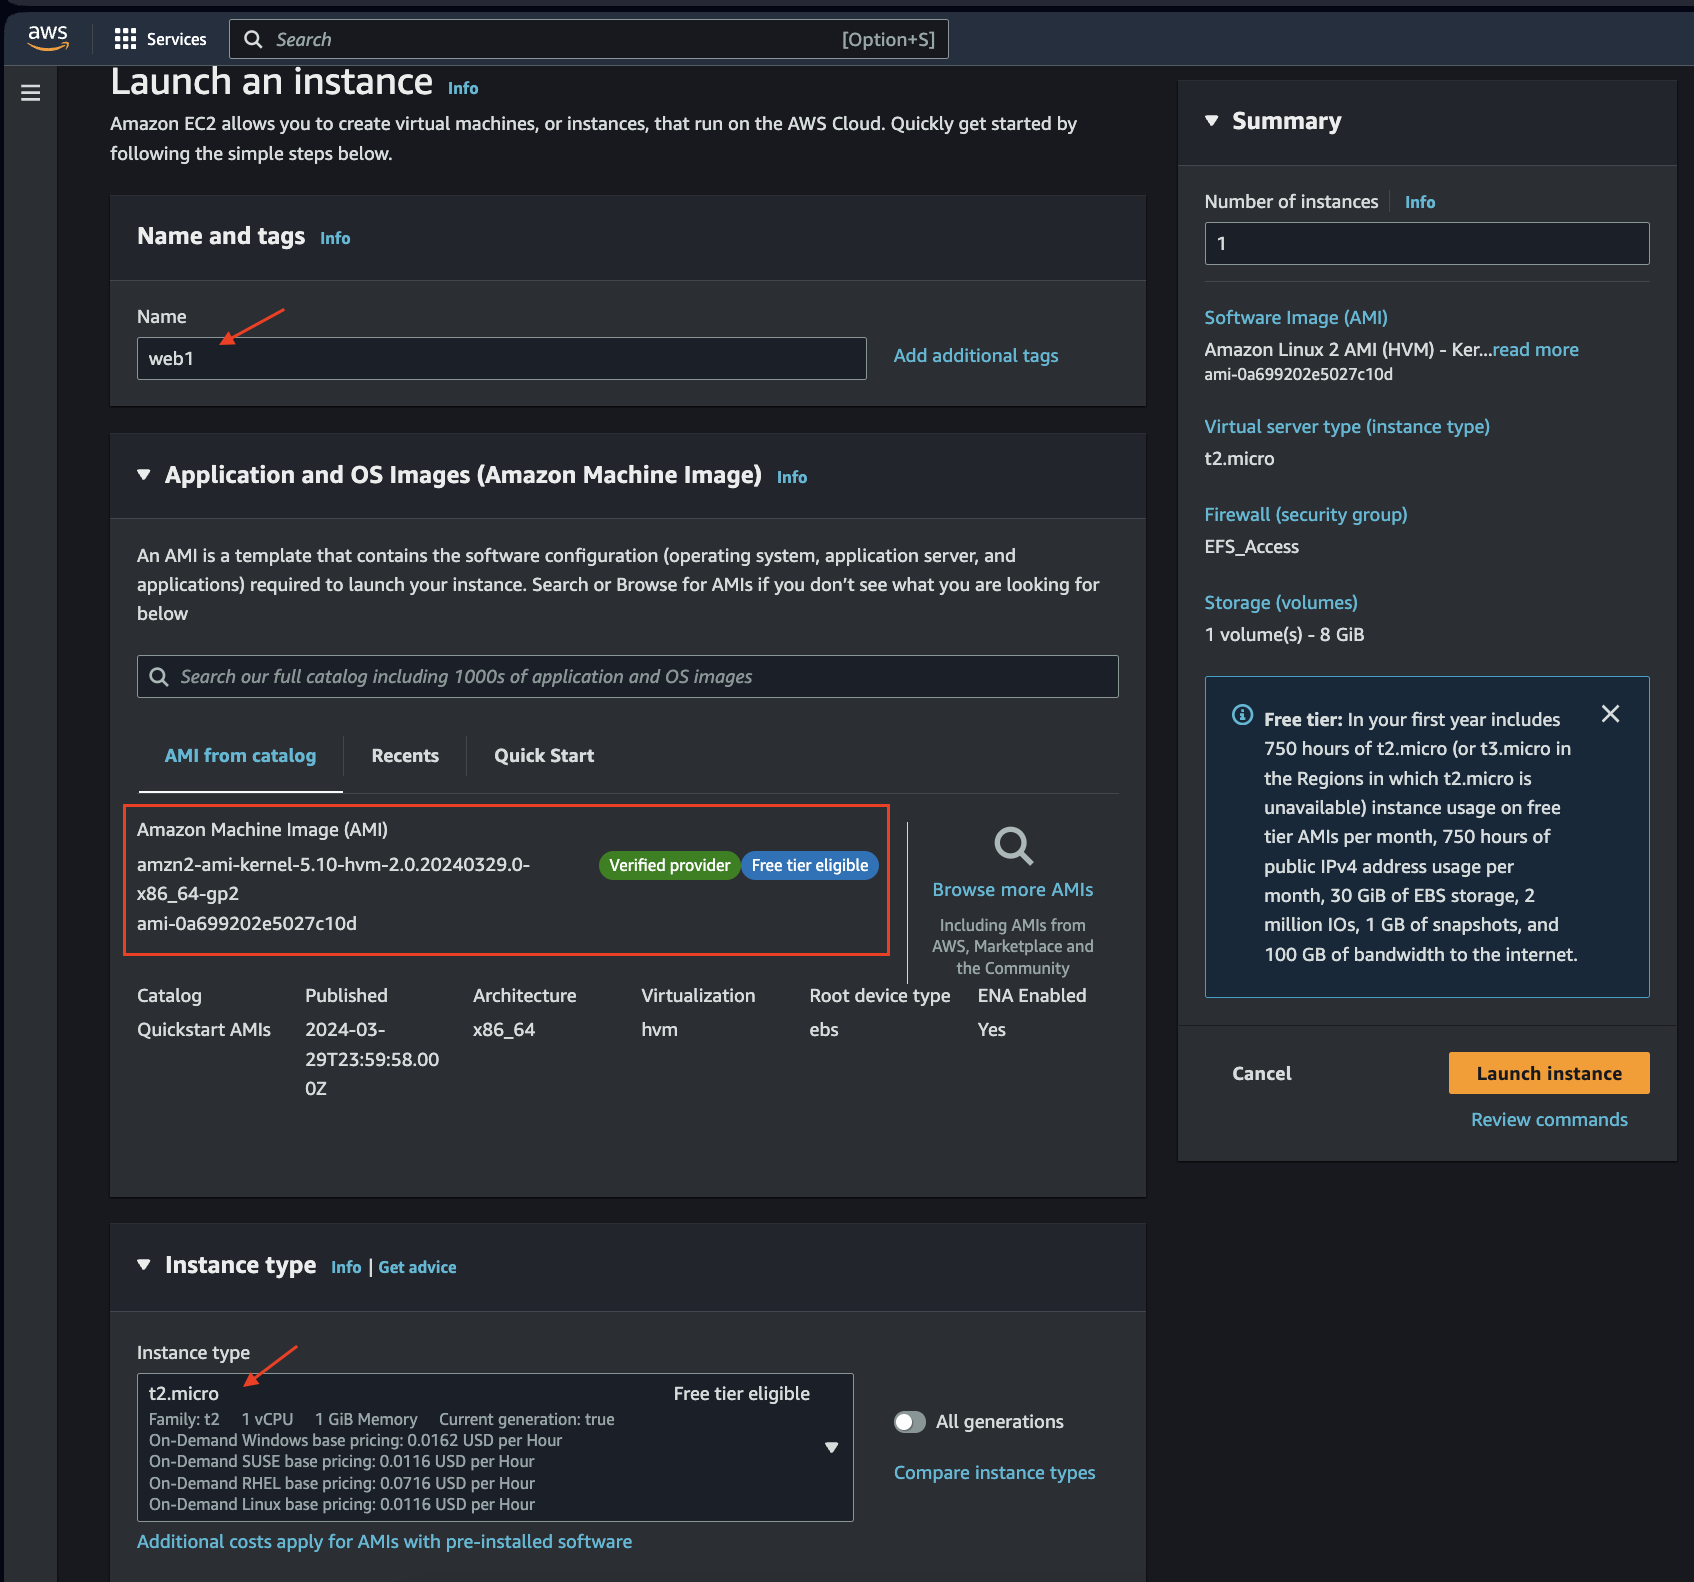 aws
Services
Search
[Option+S]
Launch an instance Info
Amazon EC2 allows you to create virtual machines, or instances, that run on the AWS Cloud. Quickly get started by
following the simple steps below.
Name and tags Info
Name
web1
Add additional tags
Application and OS Images (Amazon Machine Image) Info
An AMI is a template that contains the software configuration (operating system, application server, and
applications) required to launch your instance. Search or Browse for AMIs if you don’t see what you are looking for
below
Search our full catalog including 1000s of application and OS images
AMI from catalog
Recents
Quick Start
Amazon Machine Image (AMI)
amzn2-ami-kernel-5.10-hvm-2.0.20240329.0-
x86_64-gp2
ami-0a699202e5027c10d
Verified provider
Free tier eligible
Browse more AMIs
Including AMIs from
AWS, Marketplace and
the Community
Catalog
Quickstart AMIs
Published
2024-03-
29T23:59:58.00
0Z
Architecture
x86_64
Virtualization
hvm
Root device type
ebs
ENA Enabled
Yes
Instance type Info | Get advice
Instance type
t2.micro
Free tier eligible
Family: t2 1 vCPU 1 GiB Memory Current generation: true
On-Demand Windows base pricing: 0.0162 USD per Hour
On-Demand SUSE base pricing: 0.0116 USD per Hour
On-Demand RHEL base pricing: 0.0716 USD per Hour
On-Demand Linux base pricing: 0.0116 USD per Hour
All generations
Compare instance types
Additional costs apply for AMIs with pre-installed software
Summary
Number of instances Info
1
Software Image (AMI)
Amazon Linux 2 AMI (HVM) - Ker...read more
ami-0a699202e5027c10d
Virtual server type (instance type)
t2.micro
Firewall (security group)
EFS_Access
Storage (volumes)
1 volume(s) - 8 GiB
Free tier: In your first year includes
750 hours of t2.micro (or t3.micro in
the Regions in which t2.micro is
unavailable) instance usage on free
tier AMIs per month, 750 hours of
public IPv4 address usage per
month, 30 GiB of EBS storage, 2
million IOs, 1 GB of snapshots, and
100 GB of bandwidth to the internet.
Cancel
Launch instance
Review commands